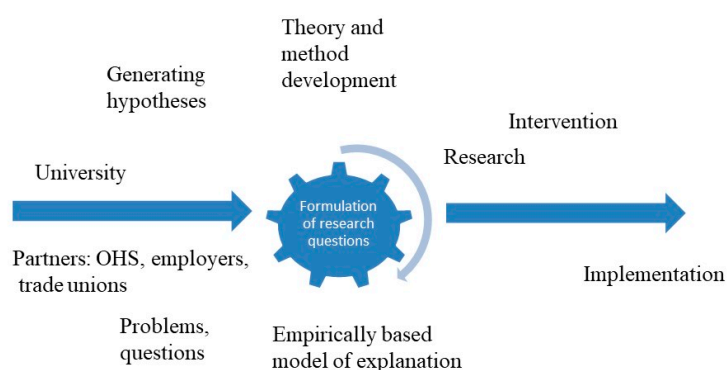 Theory and
method
development
Generating
hypotheses
Intervention
Research
University
Formulation
of research
questions
Partners: OHS, employers,
trade unions
Implementation
Problems,
questions
Empirically based
model of explanation